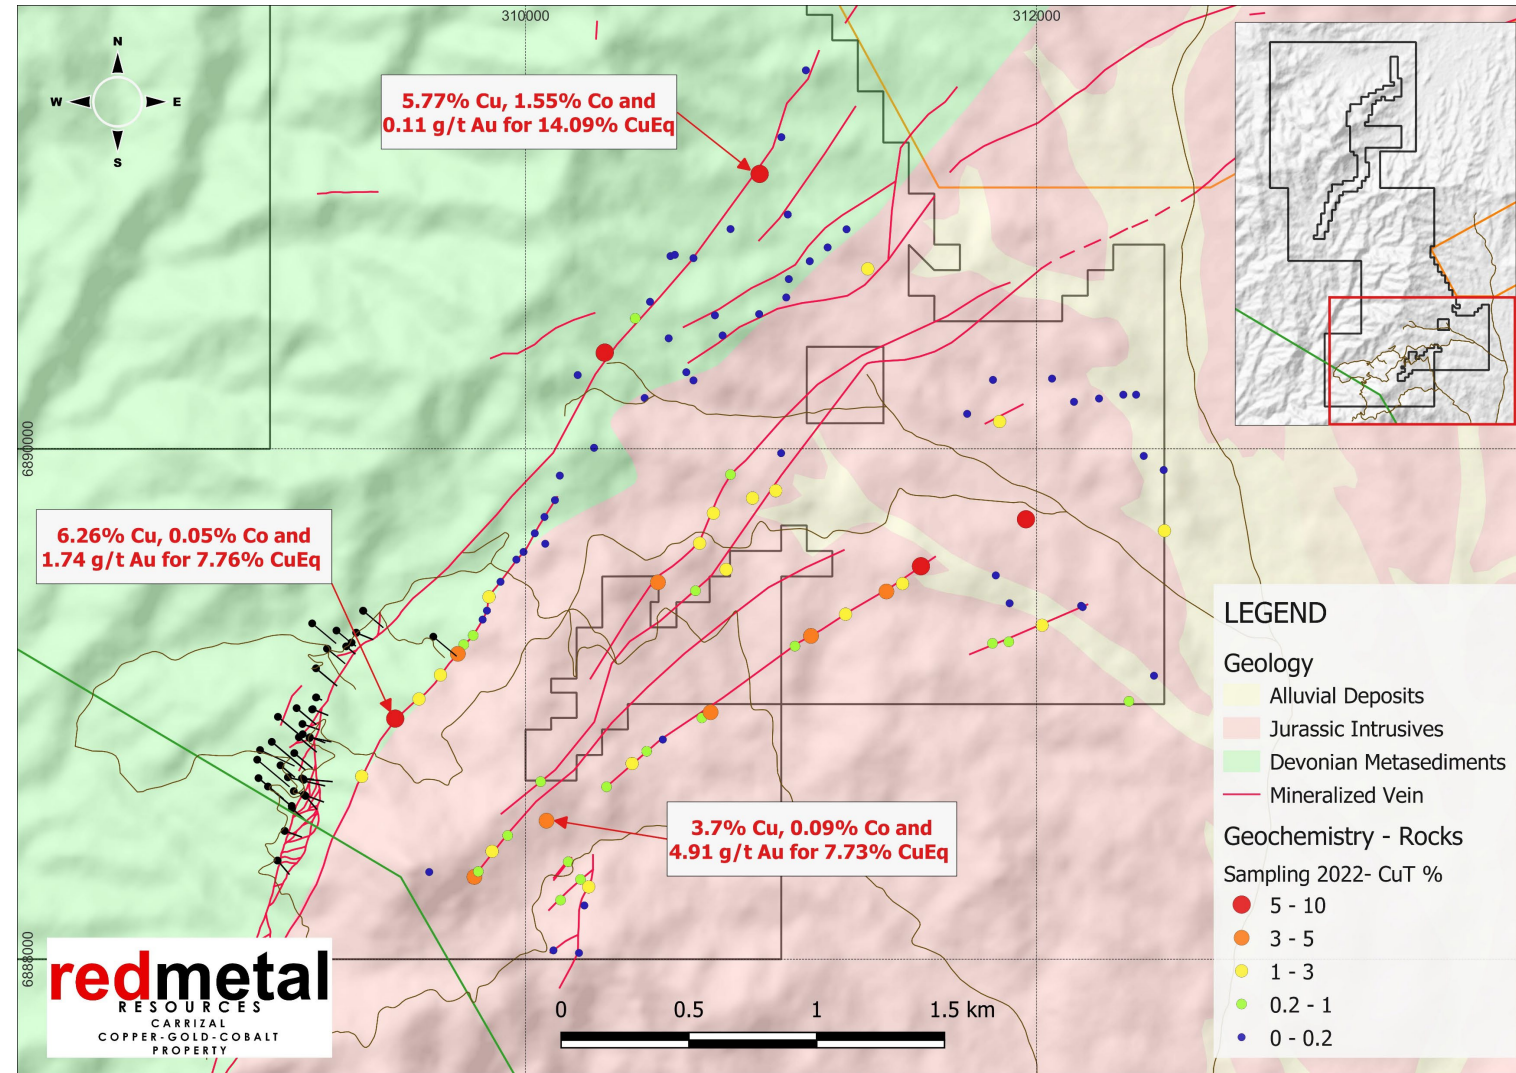 310000
312000
N
W
E
S
5.77% Cu, 1.55% Co and
0.11 g/t Au for 14.09% CuEq
6890000
6.26% Cu, 0.05% Co and
1.74 g/t Au for 7.76% CuEq
3.7% Cu, 0.09% Co and
4.91 g/t Au for 7.73% CuEq
6888000
LEGEND
Geology
Alluvial Deposits
Jurassic Intrusives
Devonian Metasediments
Mineralized Vein
Geochemistry - Rocks
Sampling 2022- CuT %
5 - 10
3 - 5
1 - 3
0.2 - 1
0 - 0.2
redmetal
RESOURCES
CARRIZAL
COPPER-GOLD-COBALT
PROPERTY
0
0.5
1
1.5 km